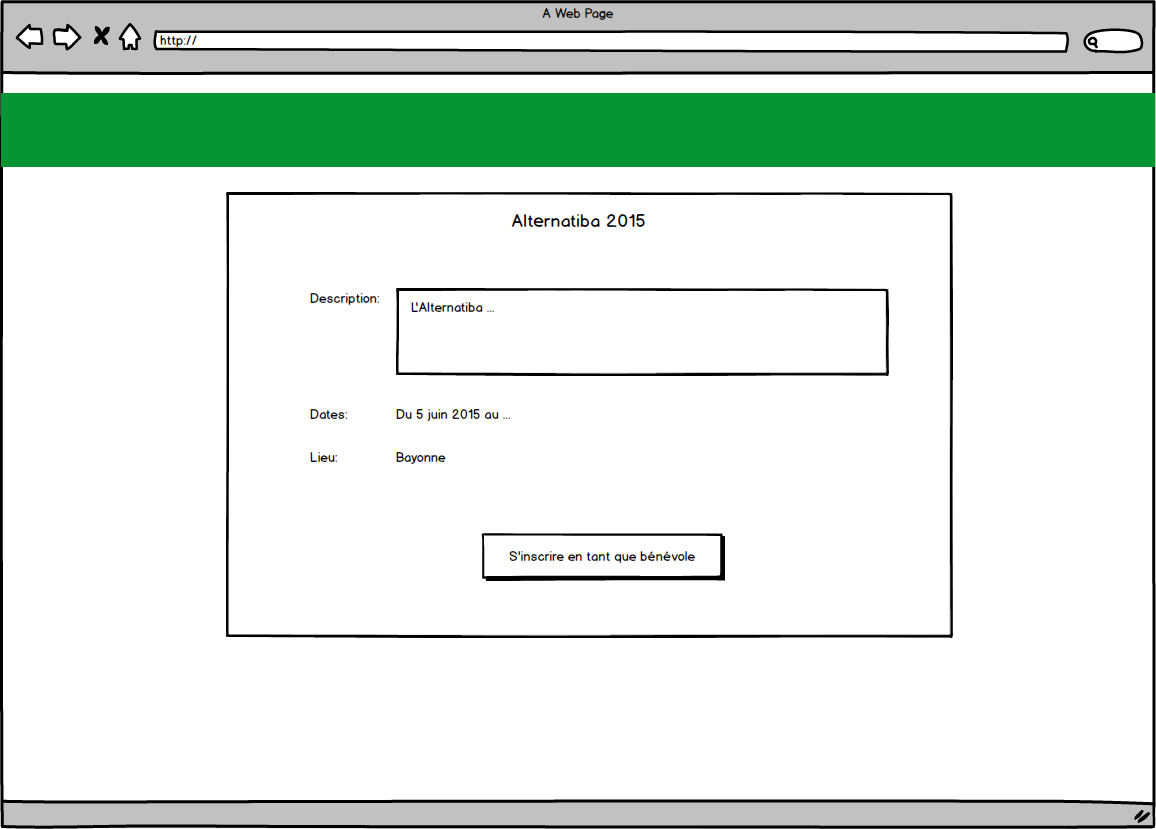 A Web Page
http://
Alternatiba 2015
Description:
L'Alternatiba ...
Dates:
Du 5 juin 2015 au ...
Lieu:
Bayonne
S'inscrire en tant que bénévole